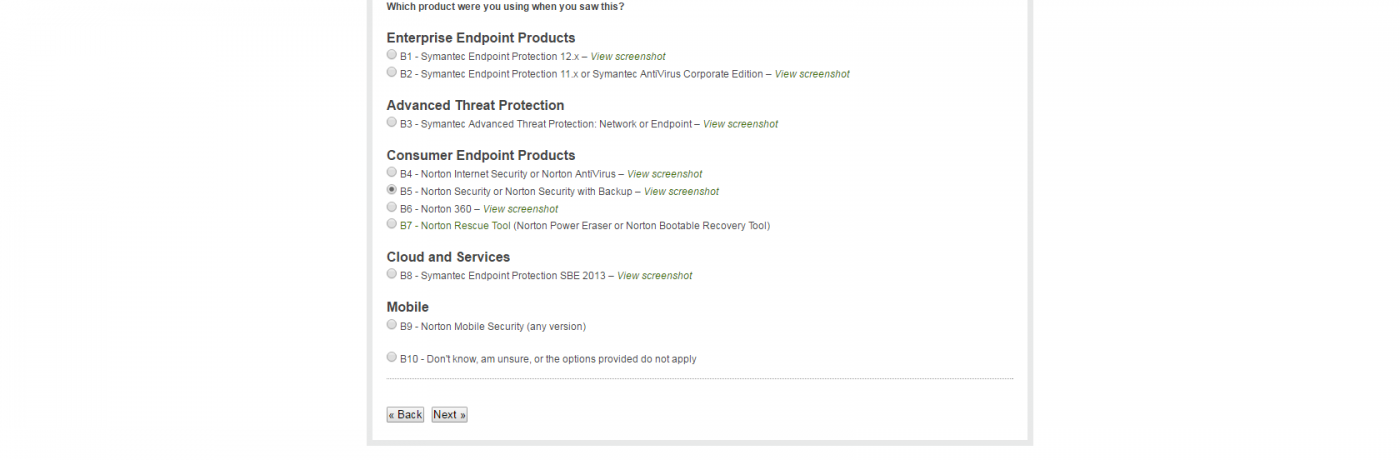 Which product were you using when you saw this?
Enterprise Endpoint Products
B1 - Symantec Endpoint Protection 12.x – View screenshot
B2 - Symantec Endpoint Protection 11.x or Symantec AntiVirus Corporate Edition – View screenshot
Advanced Threat Protection
B3 - Symantec Advanced Threat Protection: Network or Endpoint – View screenshot
Consumer Endpoint Products
B4 - Norton Internet Security or Norton AntiVirus – View screenshot
B5 - Norton Security or Norton Security with Backup – View screenshot
B6 - Norton 360 – View screenshot
B7 - Norton Rescue Tool (Norton Power Eraser or Norton Bootable Recovery Tool)
Cloud and Services
B8 - Symantec Endpoint Protection SBE 2013 – View screenshot
Mobile
B9 - Norton Mobile Security (any version)
B10 - Don't know, am unsure, or the options provided do not apply
« Back Next »